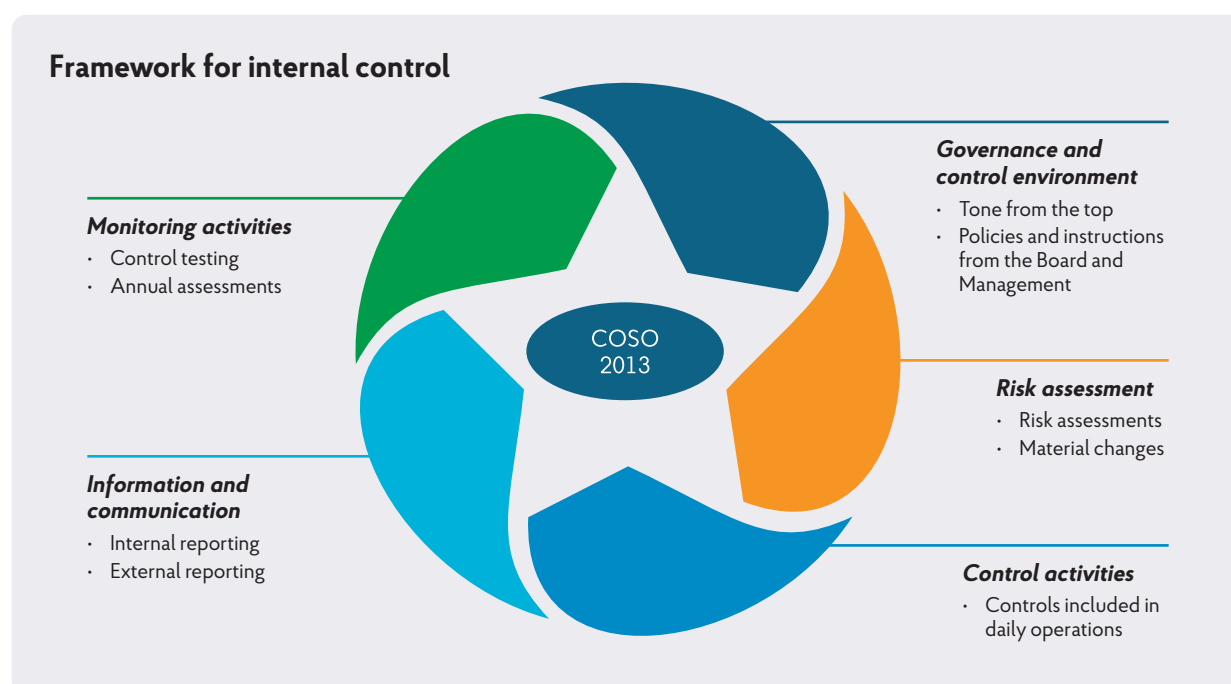 Framework for internal control
Governance and
control environment
· Tone from the top
· Policies and instructions
from the Board and
Management
Monitoring activities
· Control testing
· Annual assessments
COSO
2013
Risk assessment
· Risk assessments
· Material changes
Information and
communication
· Internal reporting
· External reporting
Control activities
· Controls included in
daily operations